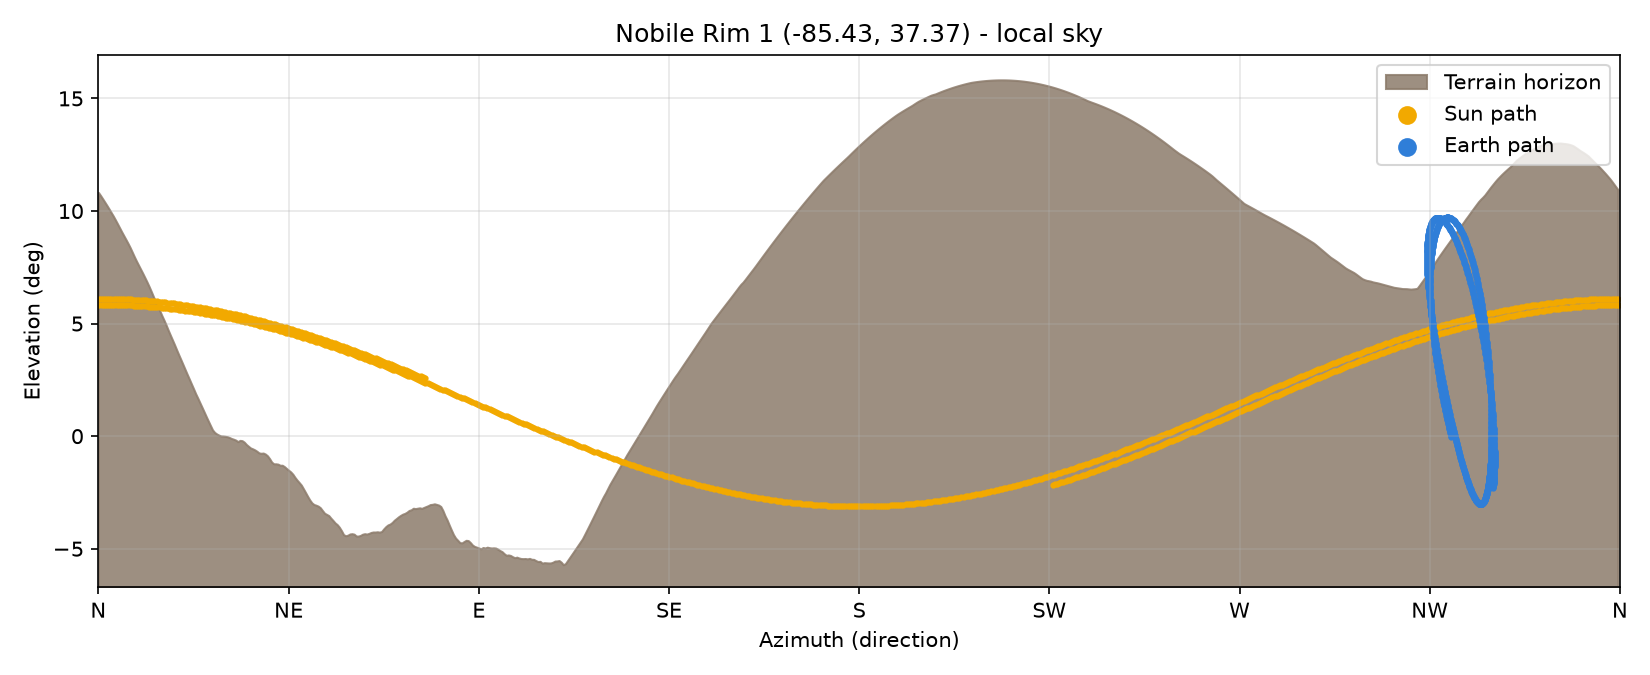 Nobile Rim 1 (-85.43, 37.37) - local sky
Terrain horizon
Sun path
Earth path
Elevation (deg)
15
10
5
0
−5
N
NE
E
SE
S
SW
W
NW
N
Azimuth (direction)